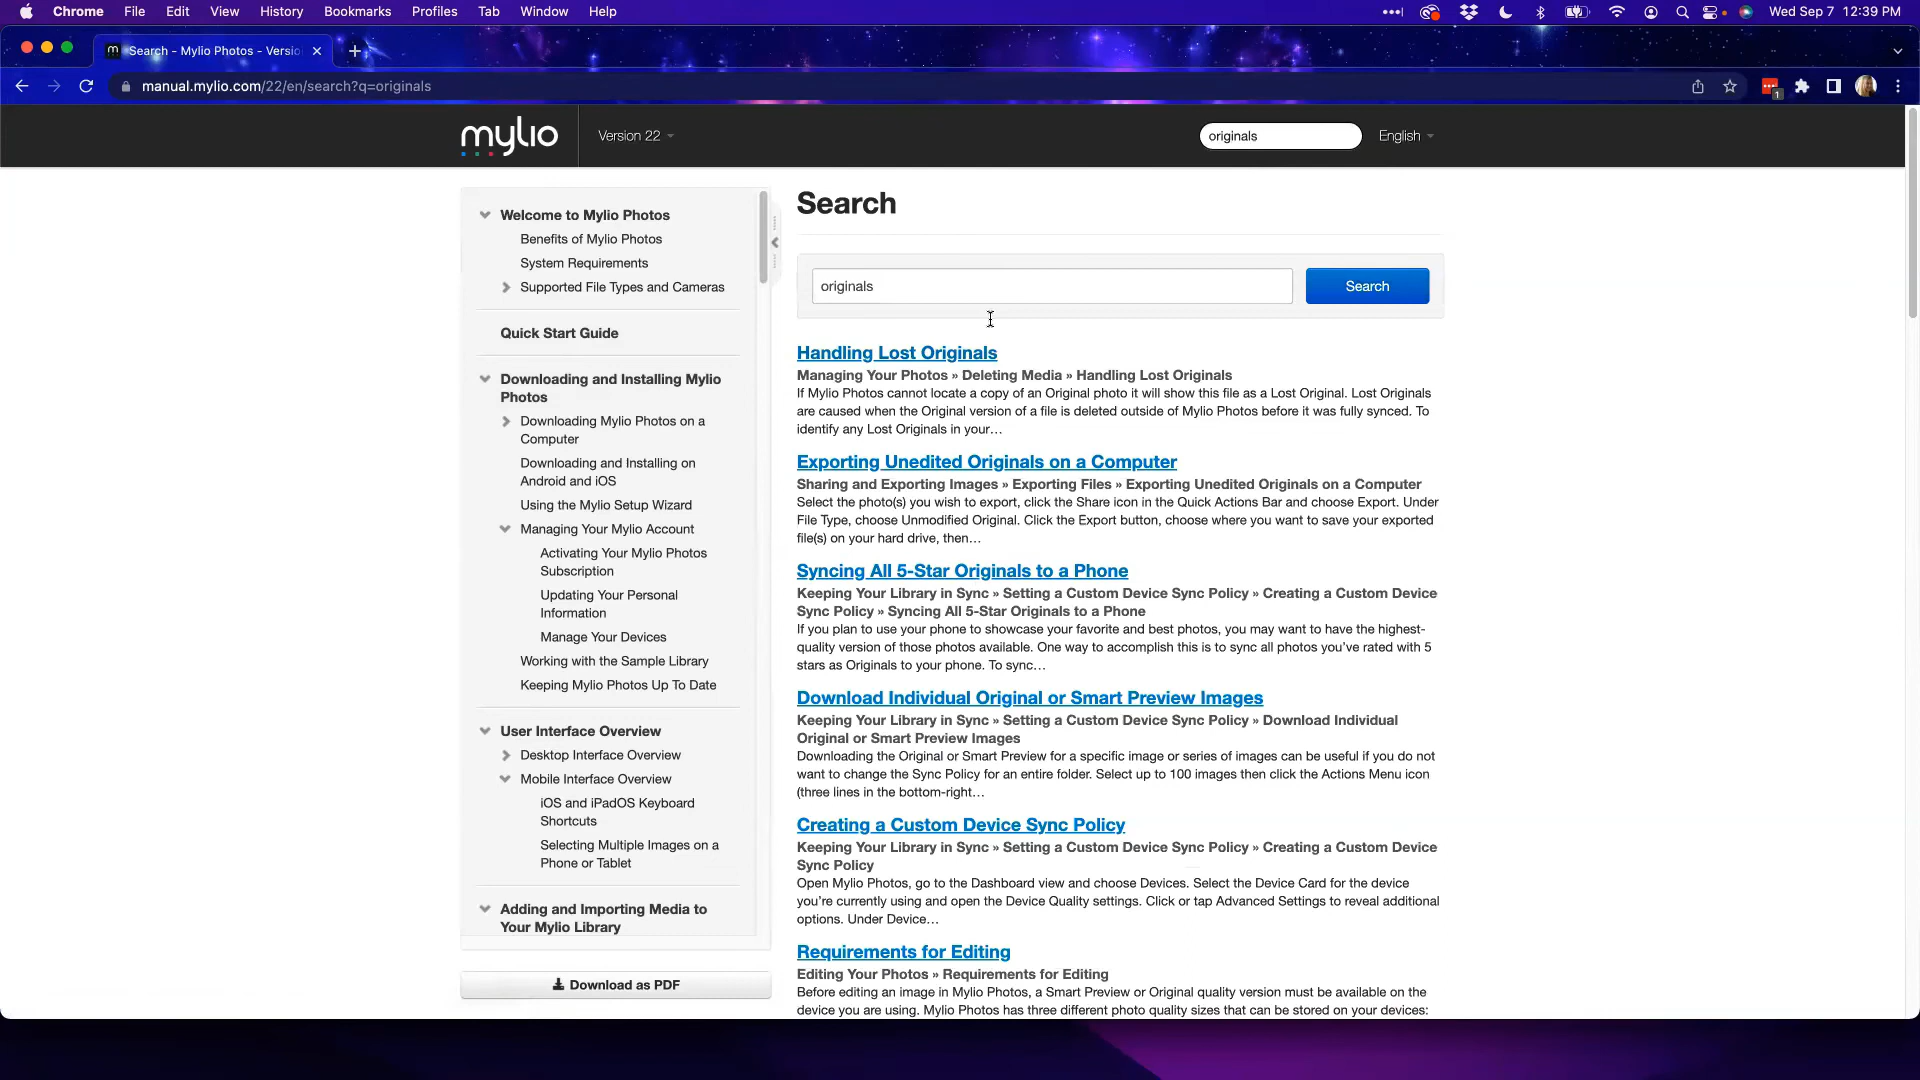 Chrome File Edit View History Bookmarks Profiles Tab Window Help
Wed Sep 7 12:39 PM
Search - Mylio Photos - Versio
manual.mylio.com/22/en/search?q=originals
1
mylio
Version 22
originals
English
Welcome to Mylio Photos
Benefits of Mylio Photos
System Requirements
Supported File Types and Cameras
Quick Start Guide
Downloading and Installing Mylio
Photos
Downloading Mylio Photos on a
Computer
Downloading and Installing on
Android and iOS
Using the Mylio Setup Wizard
Managing Your Mylio Account
Activating Your Mylio Photos
Subscription
Updating Your Personal
Information
Manage Your Devices
Working with the Sample Library
Keeping Mylio Photos Up To Date
User Interface Overview
Desktop Interface Overview
Mobile Interface Overview
iOS and iPadOS Keyboard
Shortcuts
Selecting Multiple Images on a
Phone or Tablet
Adding and Importing Media to
Your Mylio Library
Download as PDF
Search
originals
Search
Handling Lost Originals
Managing Your Photos » Deleting Media » Handling Lost Originals
If Mylio Photos cannot locate a copy of an Original photo it will show this file as a Lost Original. Lost Originals
are caused when the Original version of a file is deleted outside of Mylio Photos before it was fully synced. To
identify any Lost Originals in your…
Exporting Unedited Originals on a Computer
Sharing and Exporting Images » Exporting Files » Exporting Unedited Originals on a Computer
Select the photo(s) you wish to export, click the Share icon in the Quick Actions Bar and choose Export. Under
File Type, choose Unmodified Original. Click the Export button, choose where you want to save your exported
file(s) on your hard drive, then…
Syncing All 5-Star Originals to a Phone
Keeping Your Library in Sync » Setting a Custom Device Sync Policy » Creating a Custom Device
Sync Policy » Syncing All 5-Star Originals to a Phone
If you plan to use your phone to showcase your favorite and best photos, you may want to have the highest-
quality version of those photos available. One way to accomplish this is to sync all photos you've rated with 5
stars as Originals to your phone. To sync…
Download Individual Original or Smart Preview Images
Keeping Your Library in Sync » Setting a Custom Device Sync Policy » Download Individual
Original or Smart Preview Images
Downloading the Original or Smart Preview for a specific image or series of images can be useful if you do not
want to change the Sync Policy for an entire folder. Select up to 100 images then click the Actions Menu icon
(three lines in the bottom-right…
Creating a Custom Device Sync Policy
Keeping Your Library in Sync » Setting a Custom Device Sync Policy » Creating a Custom Device
Sync Policy
Open Mylio Photos, go to the Dashboard view and choose Devices. Select the Device Card for the device
you're currently using and open the Device Quality settings. Click or tap Advanced Settings to reveal additional
options. Under Device…
Requirements for Editing
Editing Your Photos » Requirements for Editing
Before editing an image in Mylio Photos, a Smart Preview or Original quality version must be available on the
device you are using. Mylio Photos has three different photo quality sizes that can be stored on your devices: